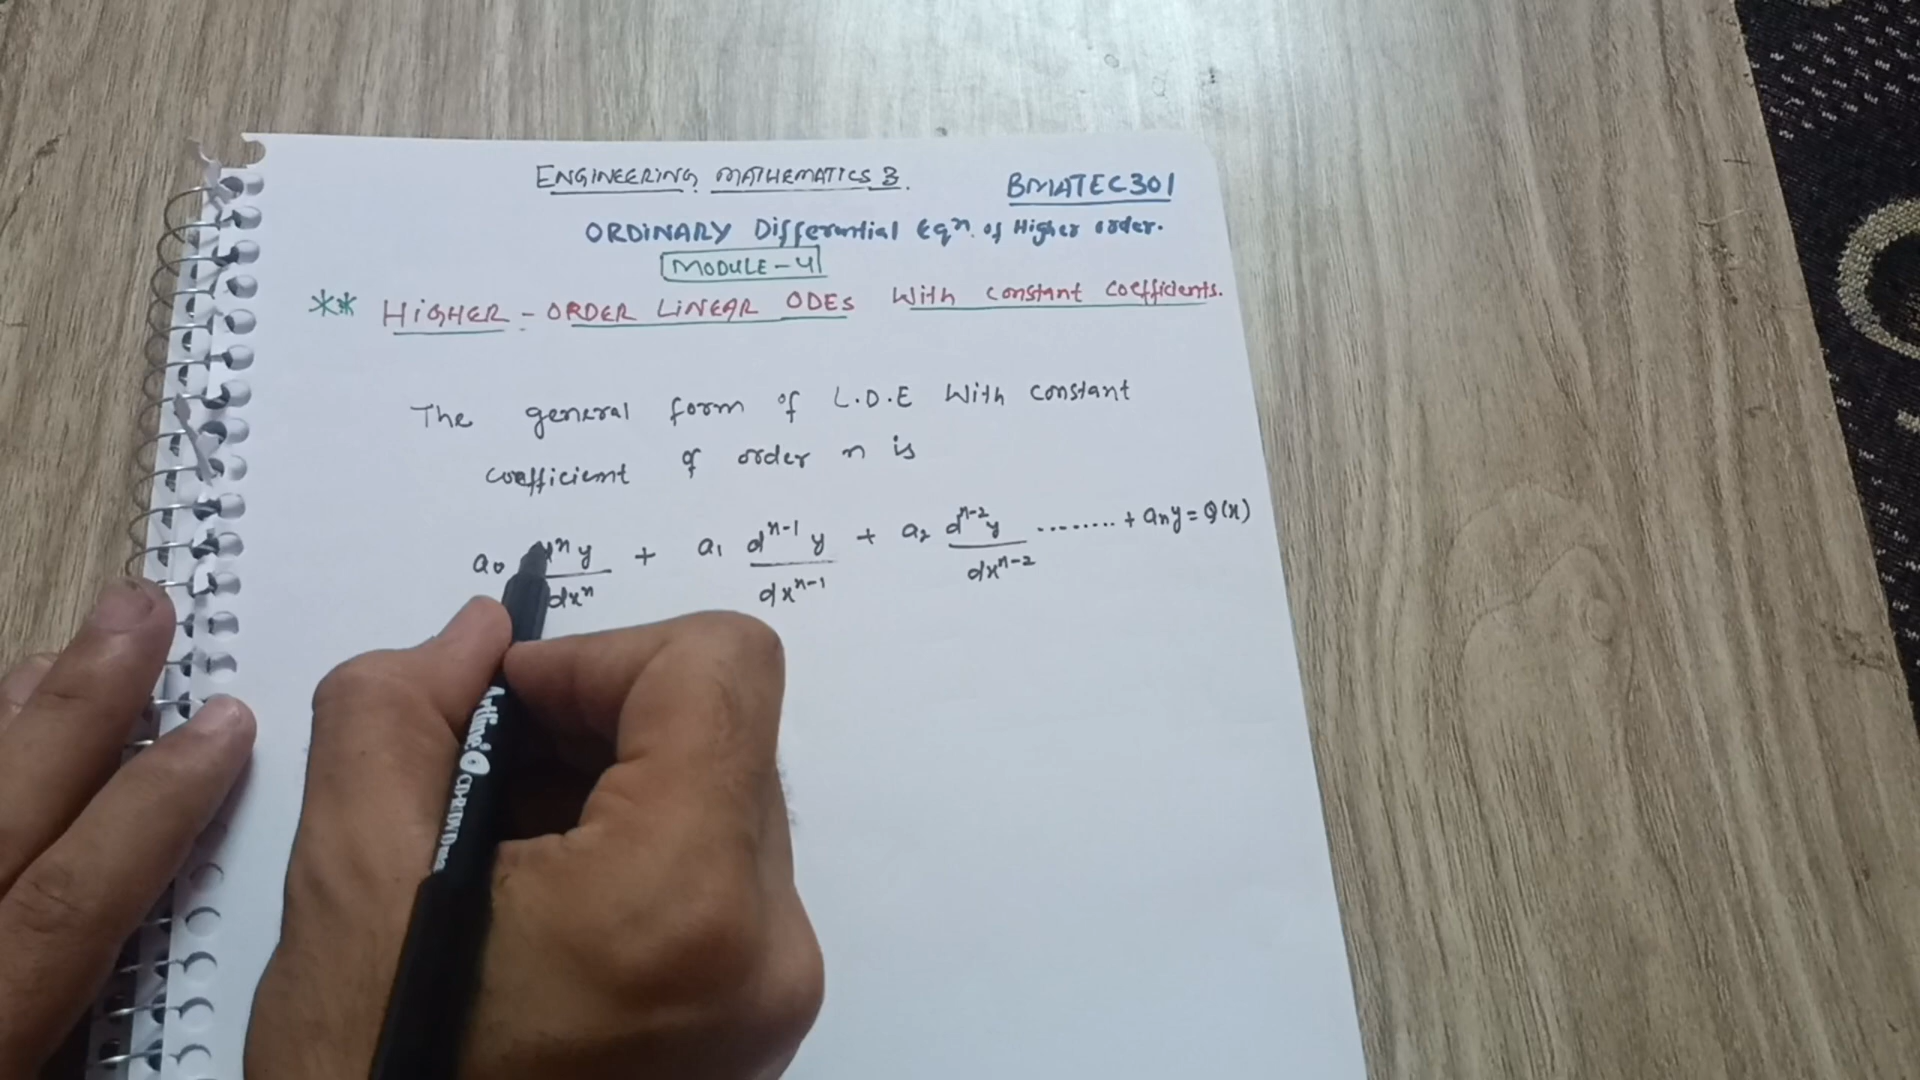 ENGINEERING MATHEMATICS 3.
BMATEC301
ORDINARY Differential Eqⁿ. of Higher order.
MODULE-4
** HIGHER - ORDER LINEAR ODEs With constant coefficients.
The general form of L.D.E With constant
coefficient of order n is
a₀ dⁿy/dxⁿ + a₁ dⁿ⁻¹y/dxⁿ⁻¹ + a₂ dⁿ⁻²y/dxⁿ⁻² ........ + aₙy = Q(x)
Artline